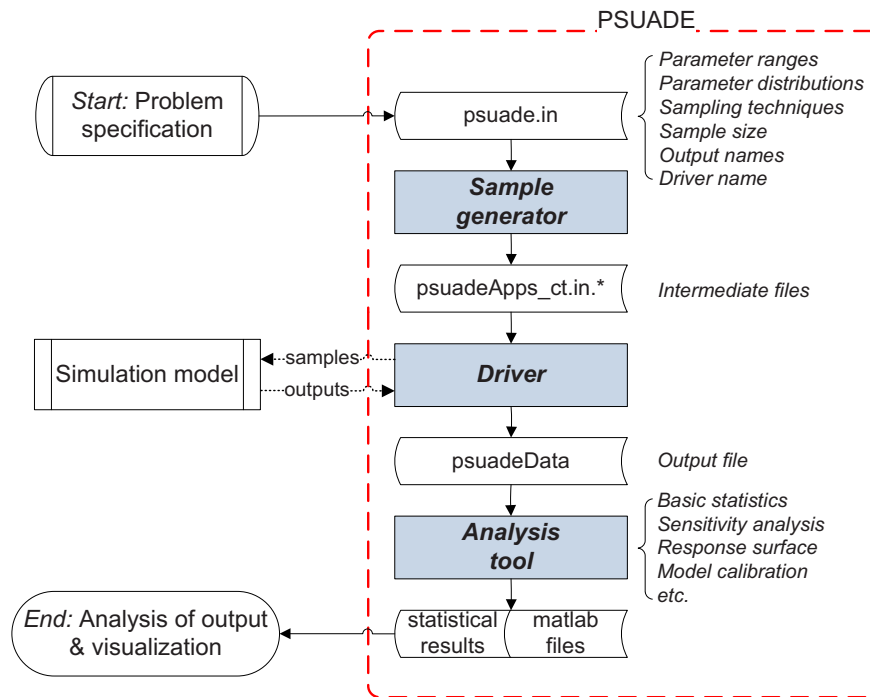 PSUADE
Start: Problem
specification
psuade.in
Parameter ranges
Parameter distributions
Sampling techniques
Sample size
Output names
Driver name
Sample
generator
psuadeApps_ct.in.*
Intermediate files
Simulation model
samples
outputs
Driver
psuadeData
Output file
Analysis
tool
Basic statistics
Sensitivity analysis
Response surface
Model calibration
etc.
End: Analysis of output
& visualization
statistical
results
matlab
files